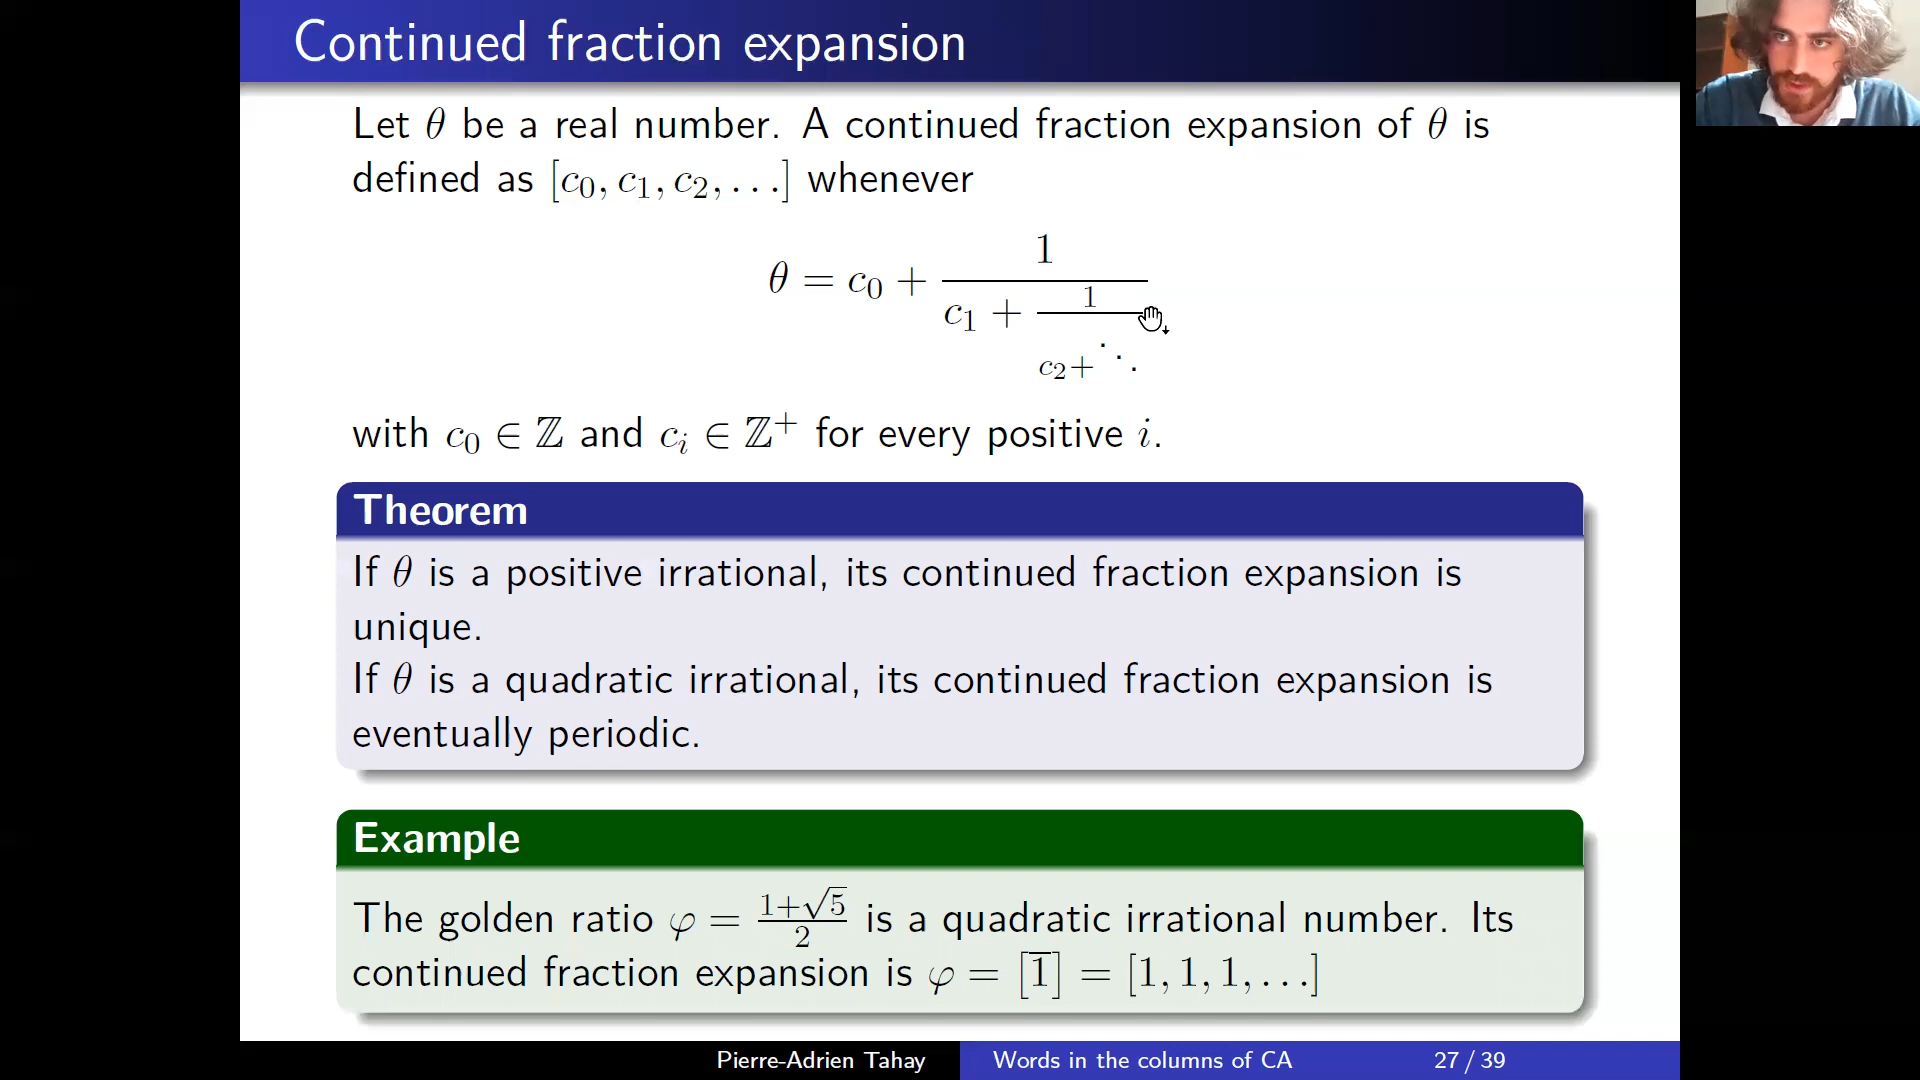 Continued fraction expansion
Let θ be a real number. A continued fraction expansion of θ is
defined as [c₀, c₁, c₂, . . .] whenever
θ = c₀ + 1 / (c₁ + 1 / (c₂+ ⋱))
with c₀ ∈ ℤ and cᵢ ∈ ℤ⁺ for every positive i.
Theorem
If θ is a positive irrational, its continued fraction expansion is
unique.
If θ is a quadratic irrational, its continued fraction expansion is
eventually periodic.
Example
The golden ratio φ = (1+√5)/2 is a quadratic irrational number. Its
continued fraction expansion is φ = [1̅] = [1, 1, 1, . . .]
Pierre-Adrien Tahay Words in the columns of CA 27 / 39